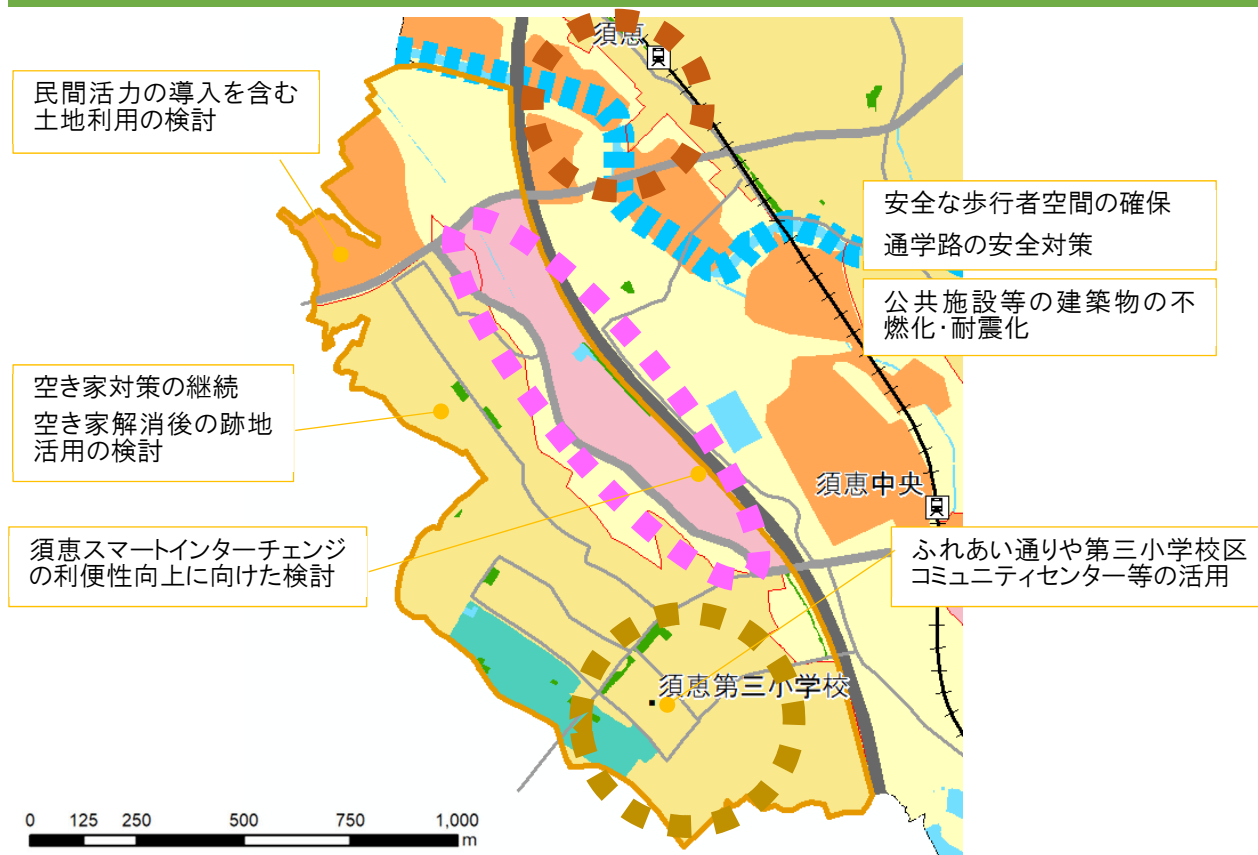 須恵
民間活力の導入を含む
土地利用の検討
安全な歩行者空間の確保
通学路の安全対策
公共施設等の建築物の不
燃化・耐震化
空き家対策の継続
空き家解消後の跡地
活用の検討
須恵中央
須恵スマートインターチェンジ
の利便性向上に向けた検討
ふれあい通りや第三小学校区
コミュニティセンター等の活用
須恵第三小学校
0 125 250 500 750 1,000
m